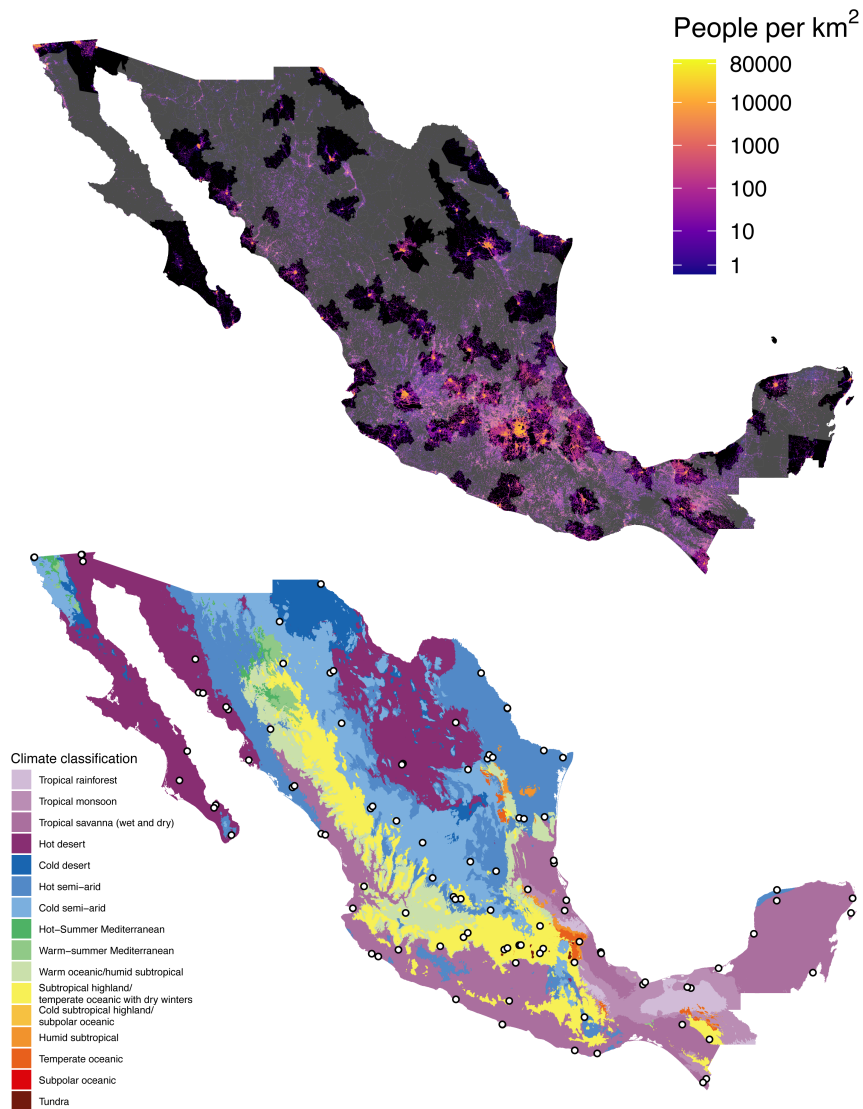 People per km2
80000
10000
1000
100
10
1
Climate classification
Tropical rainforest
Tropical monsoon
Tropical savanna (wet and dry)
Hot desert
Cold desert
Hot semi−arid
Cold semi−arid
Hot−Summer Mediterranean
Warm−summer Mediterranean
Warm oceanic/humid subtropical
Subtropical highland/
temperate oceanic with dry winters
Cold subtropical highland/
subpolar oceanic
Humid subtropical
Temperate oceanic
Subpolar oceanic
Tundra